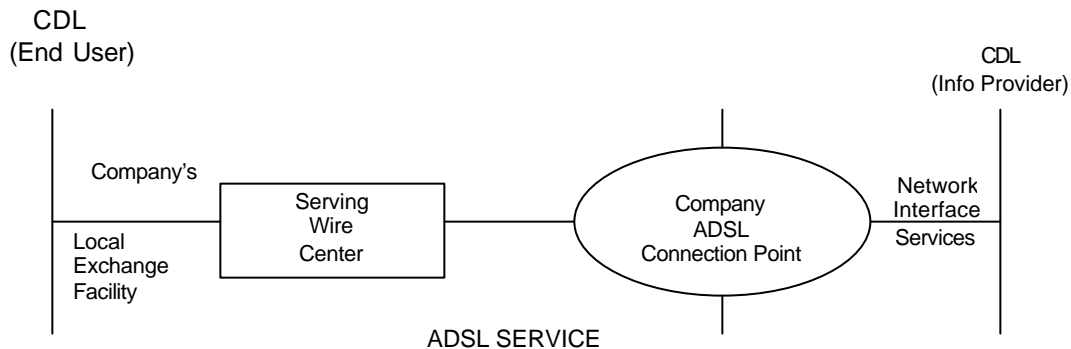 CDL
(End User)
CDL
(Info Provider)
Company's
Local
Exchange
Facility
Serving
Wire
Center
Company
ADSL
Connection Point
Network
Interface
Services
ADSL SERVICE